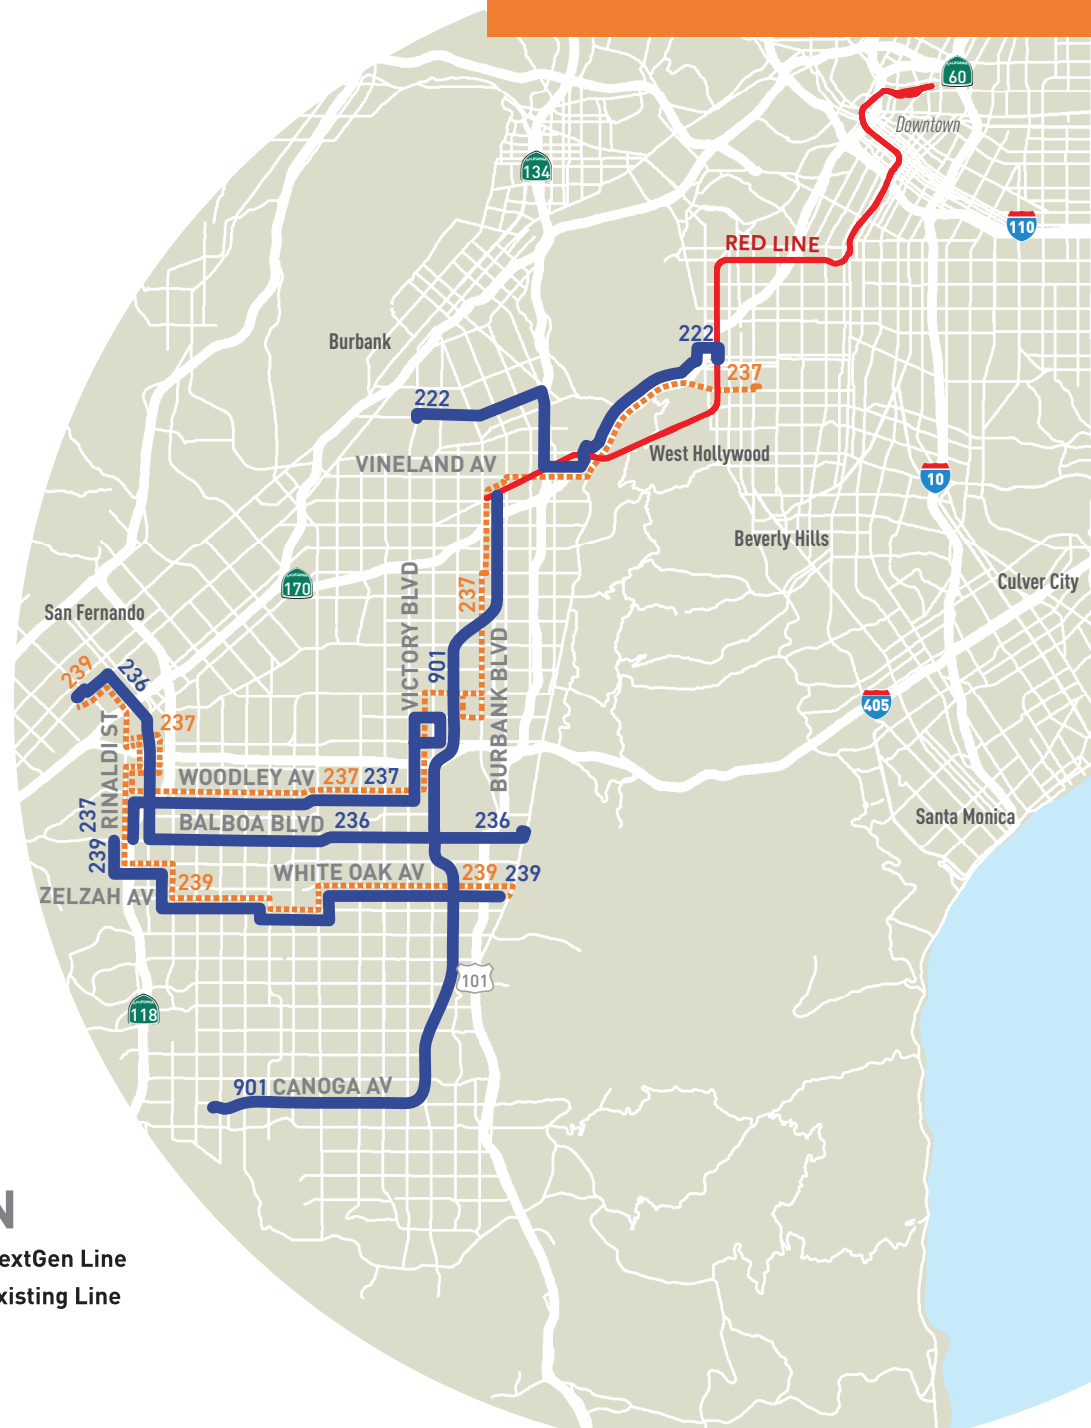 60
Downtown
134
110
RED LINE
222
Burbank
237
222
West Hollywood
VINELAND AV
10
Beverly Hills
170
237
VICTORY BLVD
Culver City
San Fernando
901
BURBANK BLVD
239
236
237
405
RINALDI ST
WOODLEY AV 237 237
237
BALBOA BLVD 236
236
Santa Monica
239
WHITE OAK AV 239 239
239
ZELZAH AV
101
118
901 CANOGA AV
N
extGen Line
xisting Line